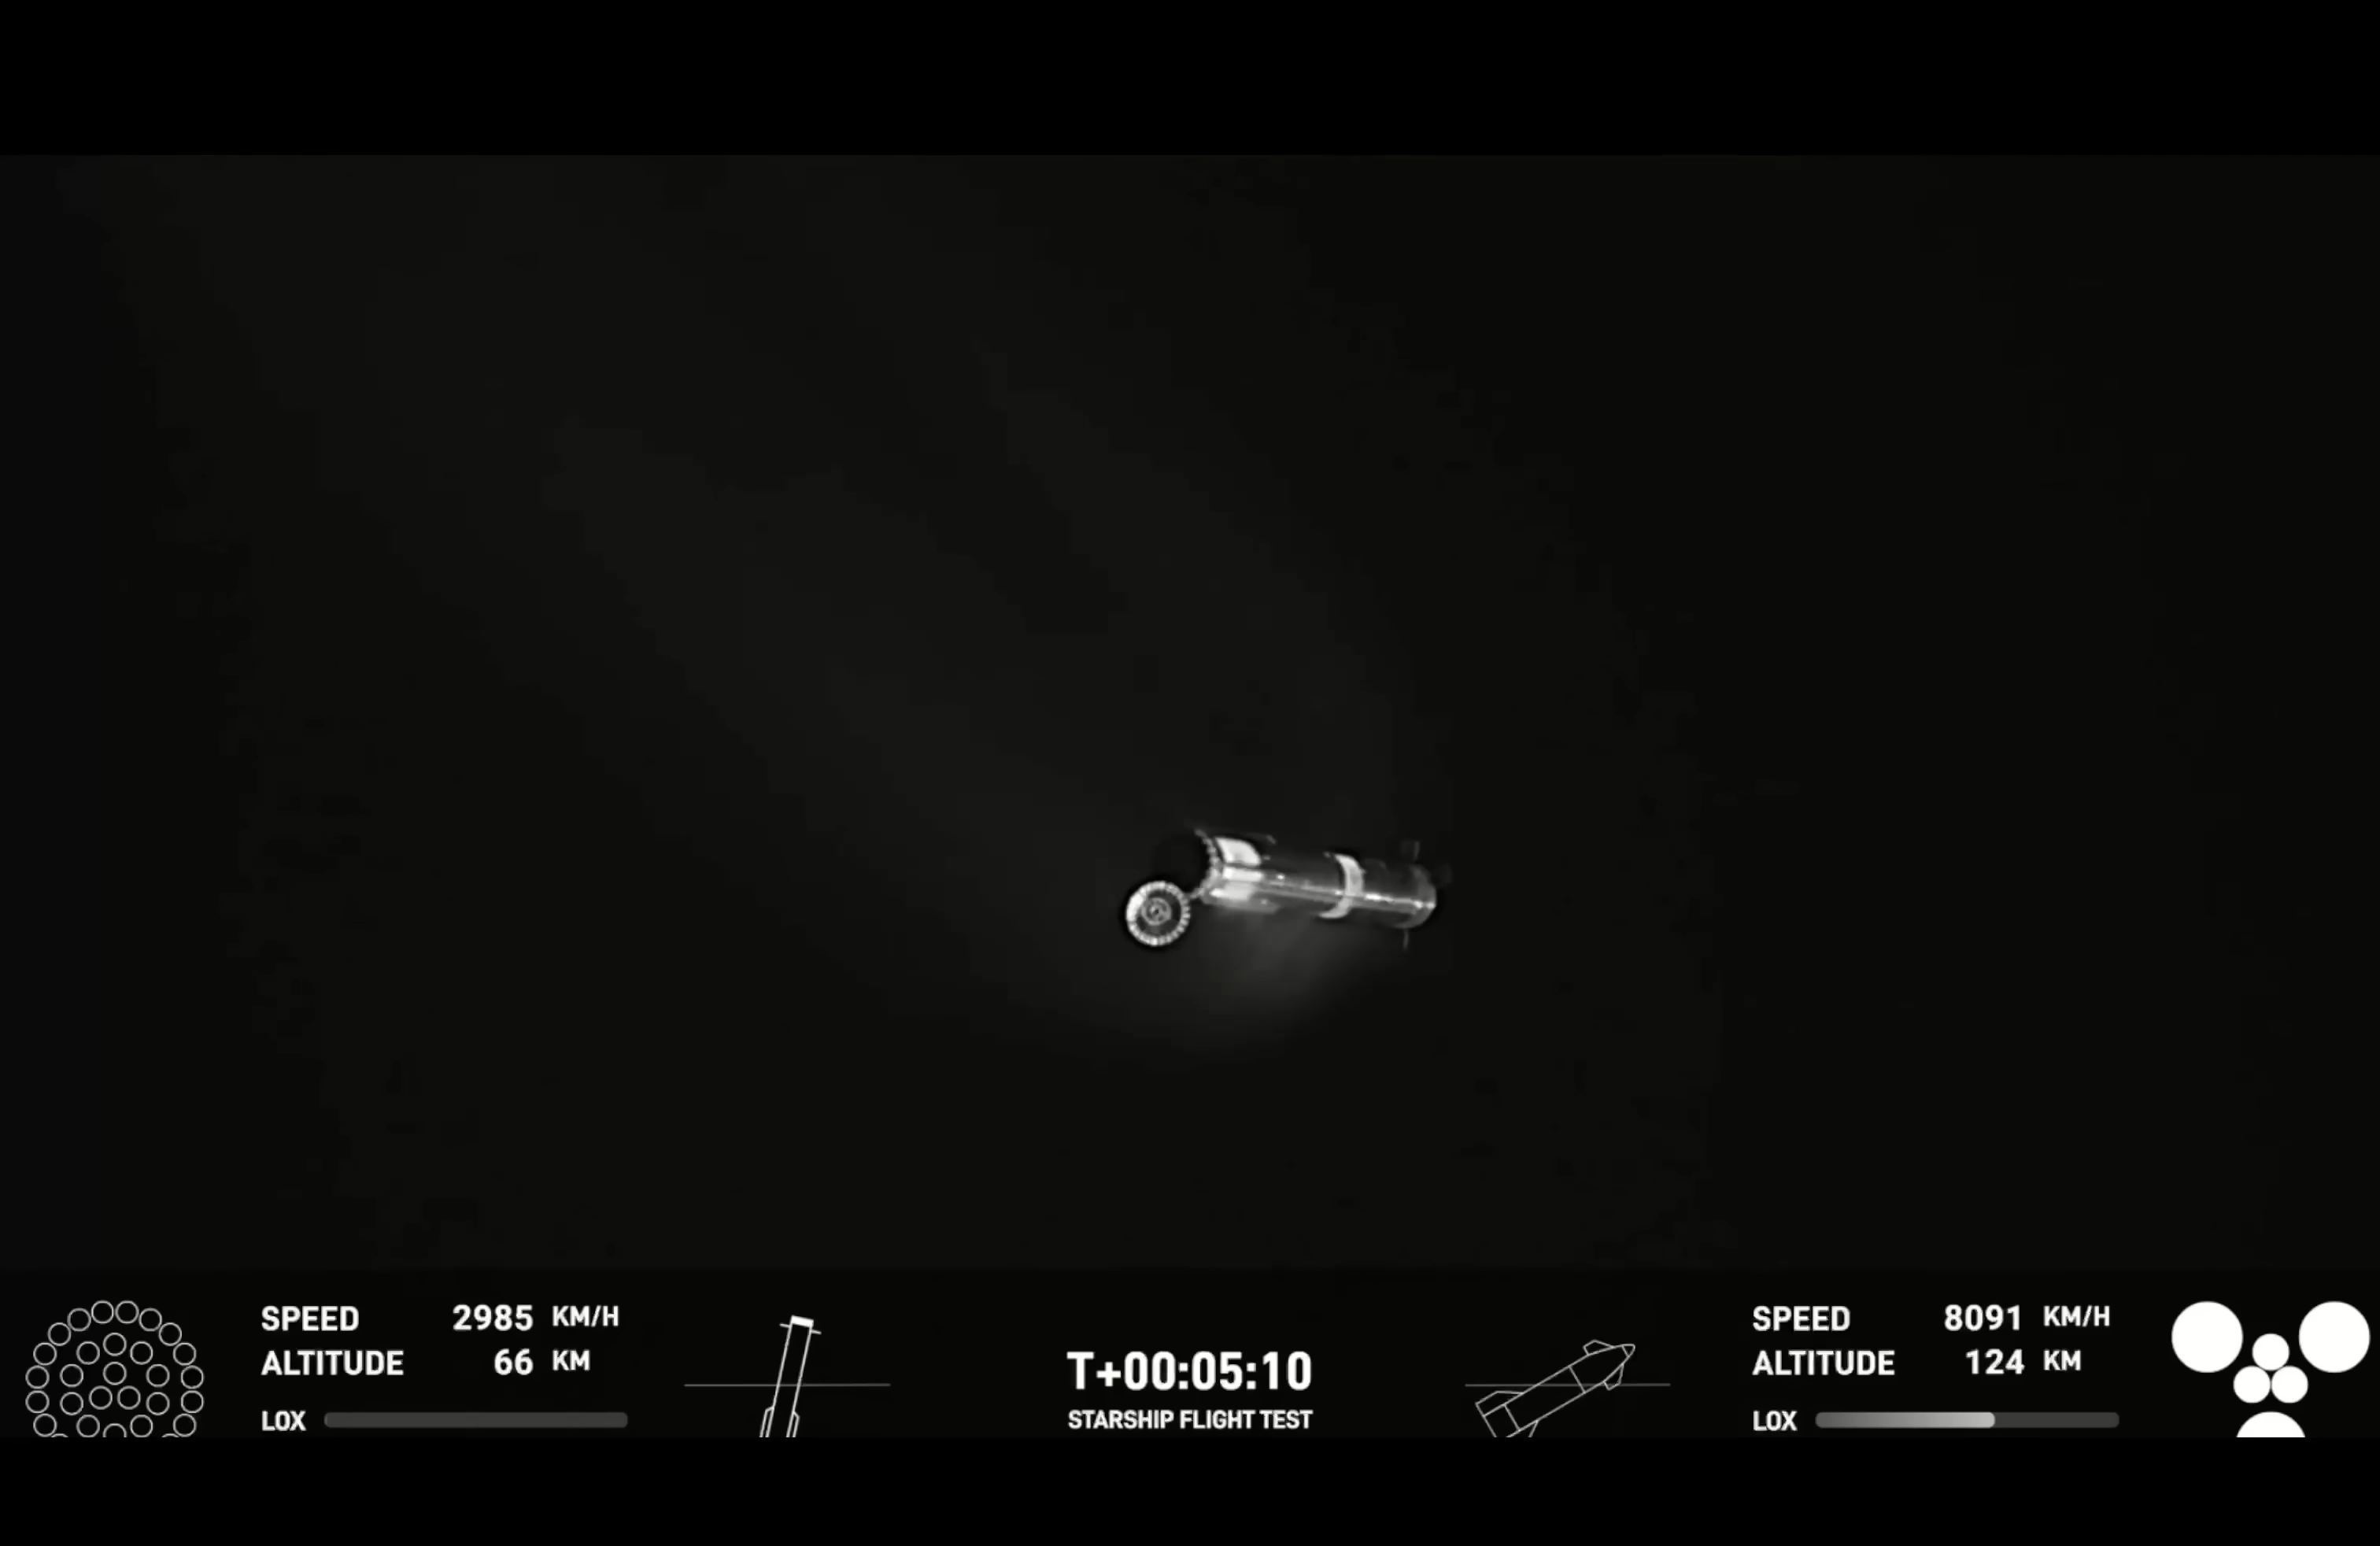 SPEED 2985 KM/H
ALTITUDE 66 KM
LOX
T+00:05:10
STARSHIP FLIGHT TEST
SPEED 8091 KM/H
ALTITUDE 124 KM
LOX